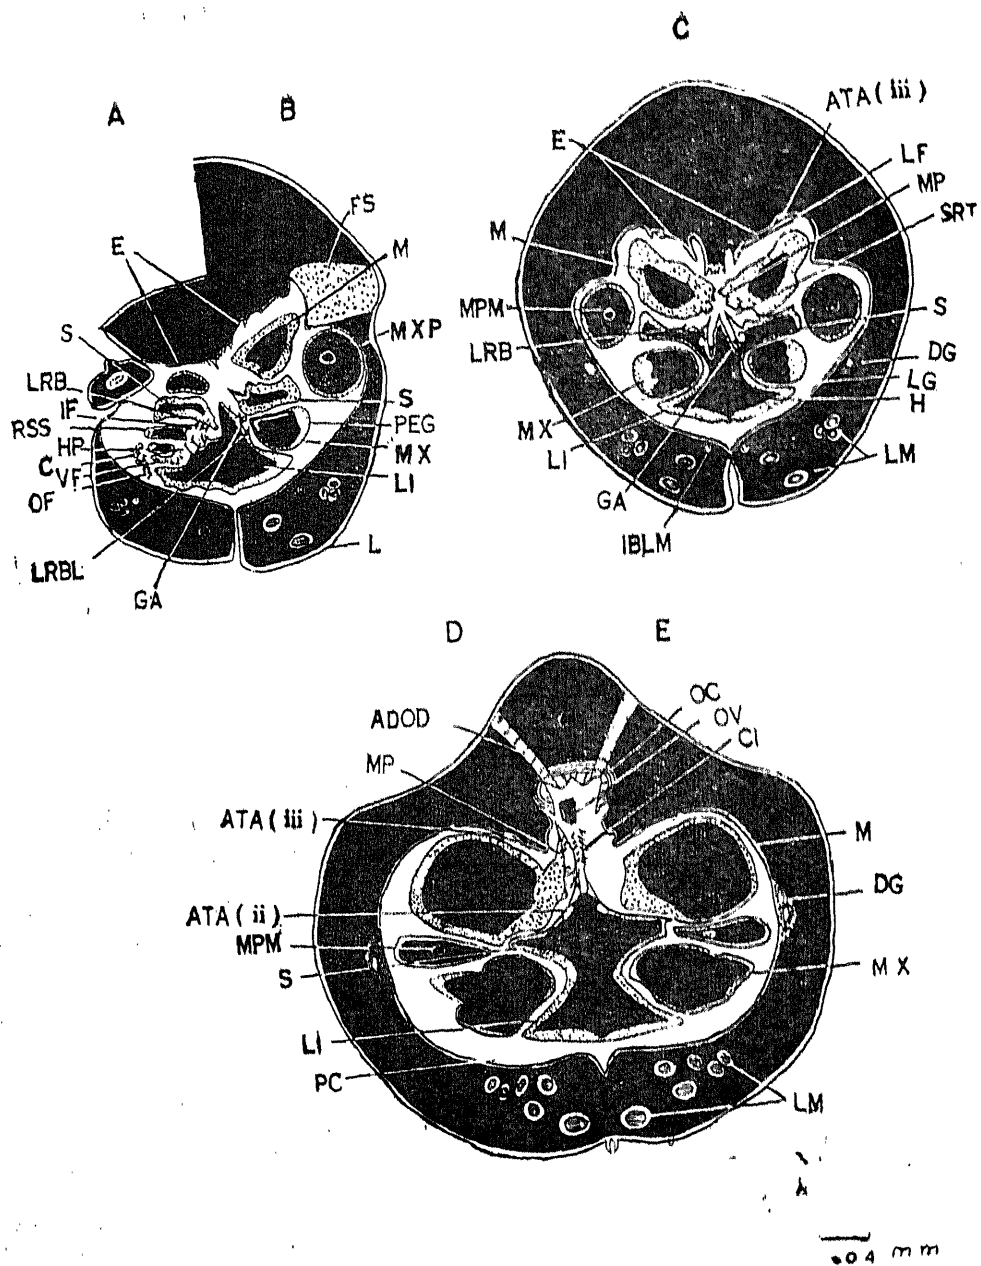 C
A
B
ATA(iii)
E
LF
MP
SRT
FS
M
E
M
S
MPM
MXP
S
LRB
DG
LRB
LG
IF
S
H
RSS
PEG
HP
MX
MX
LM
C
VF
LI
LI
OF
GA
L
IBLM
LRBL
GA
D
E
OC
ADOD
OV
CI
MP
ATA(iii)
M
DG
ATA(ii)
MPM
MX
S
LI
PC
LM
.04 mm